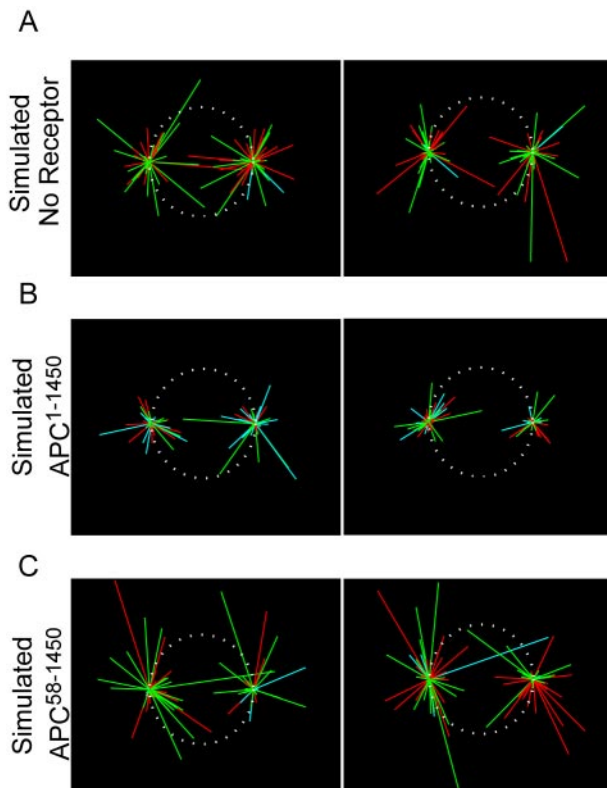 A
Simulated
No Receptor
B
Simulated
APC1-1450
C
Simulated
APC58-1450